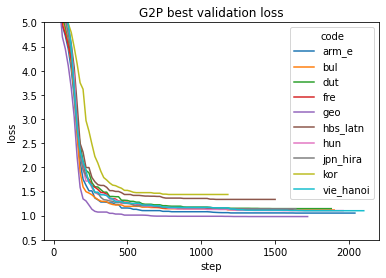 G2P best validation loss
5.0
4.5
4.0
3.5
3.0
2.5
2.0
1.5
1.0
0.5
loss
0
500
1000
1500
2000
step
code
arm_e
bul
dut
fre
geo
hbs_latn
hun
jpn_hira
kor
vie_hanoi